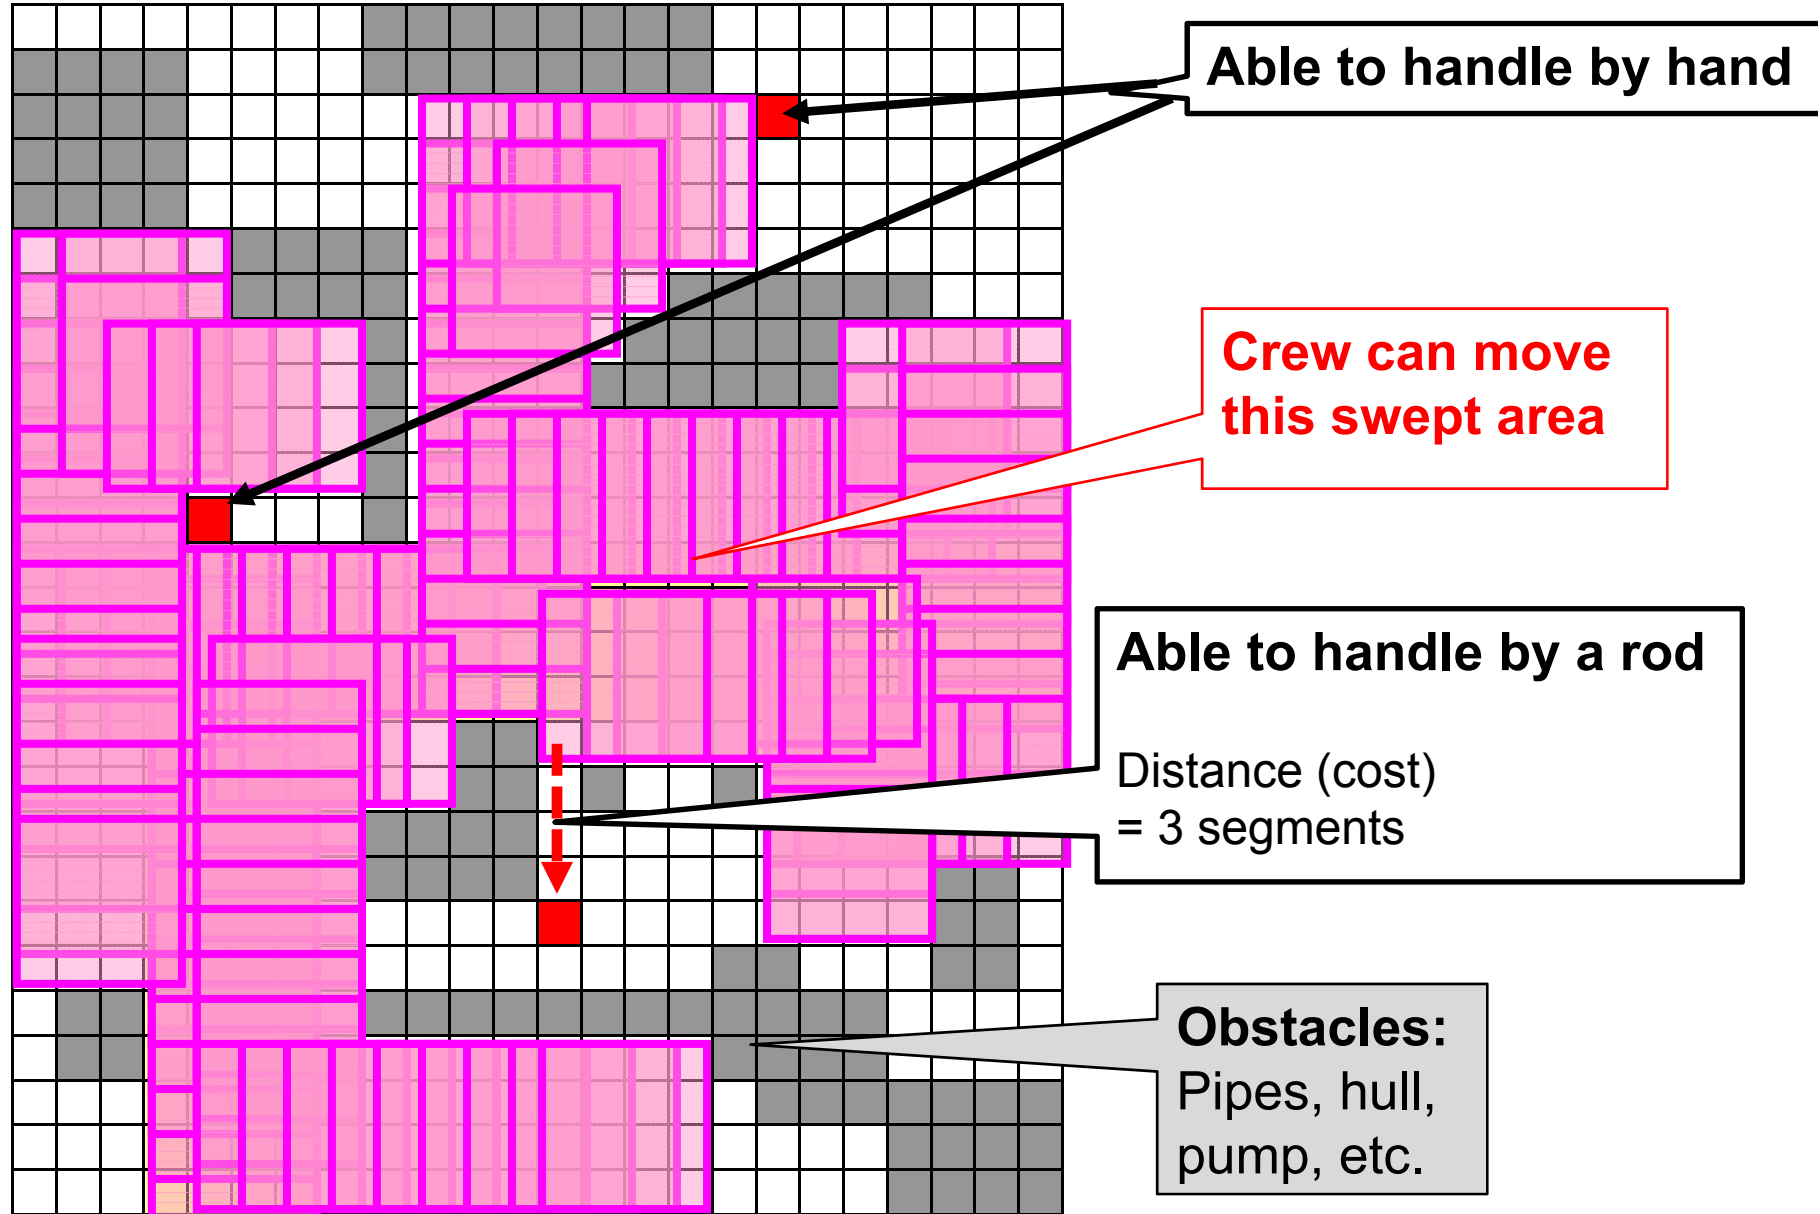 Able to handle by hand
Crew can move
this swept area
Able to handle by a rod
Distance (cost)
= 3 segments
Obstacles:
Pipes, hull,
pump, etc.